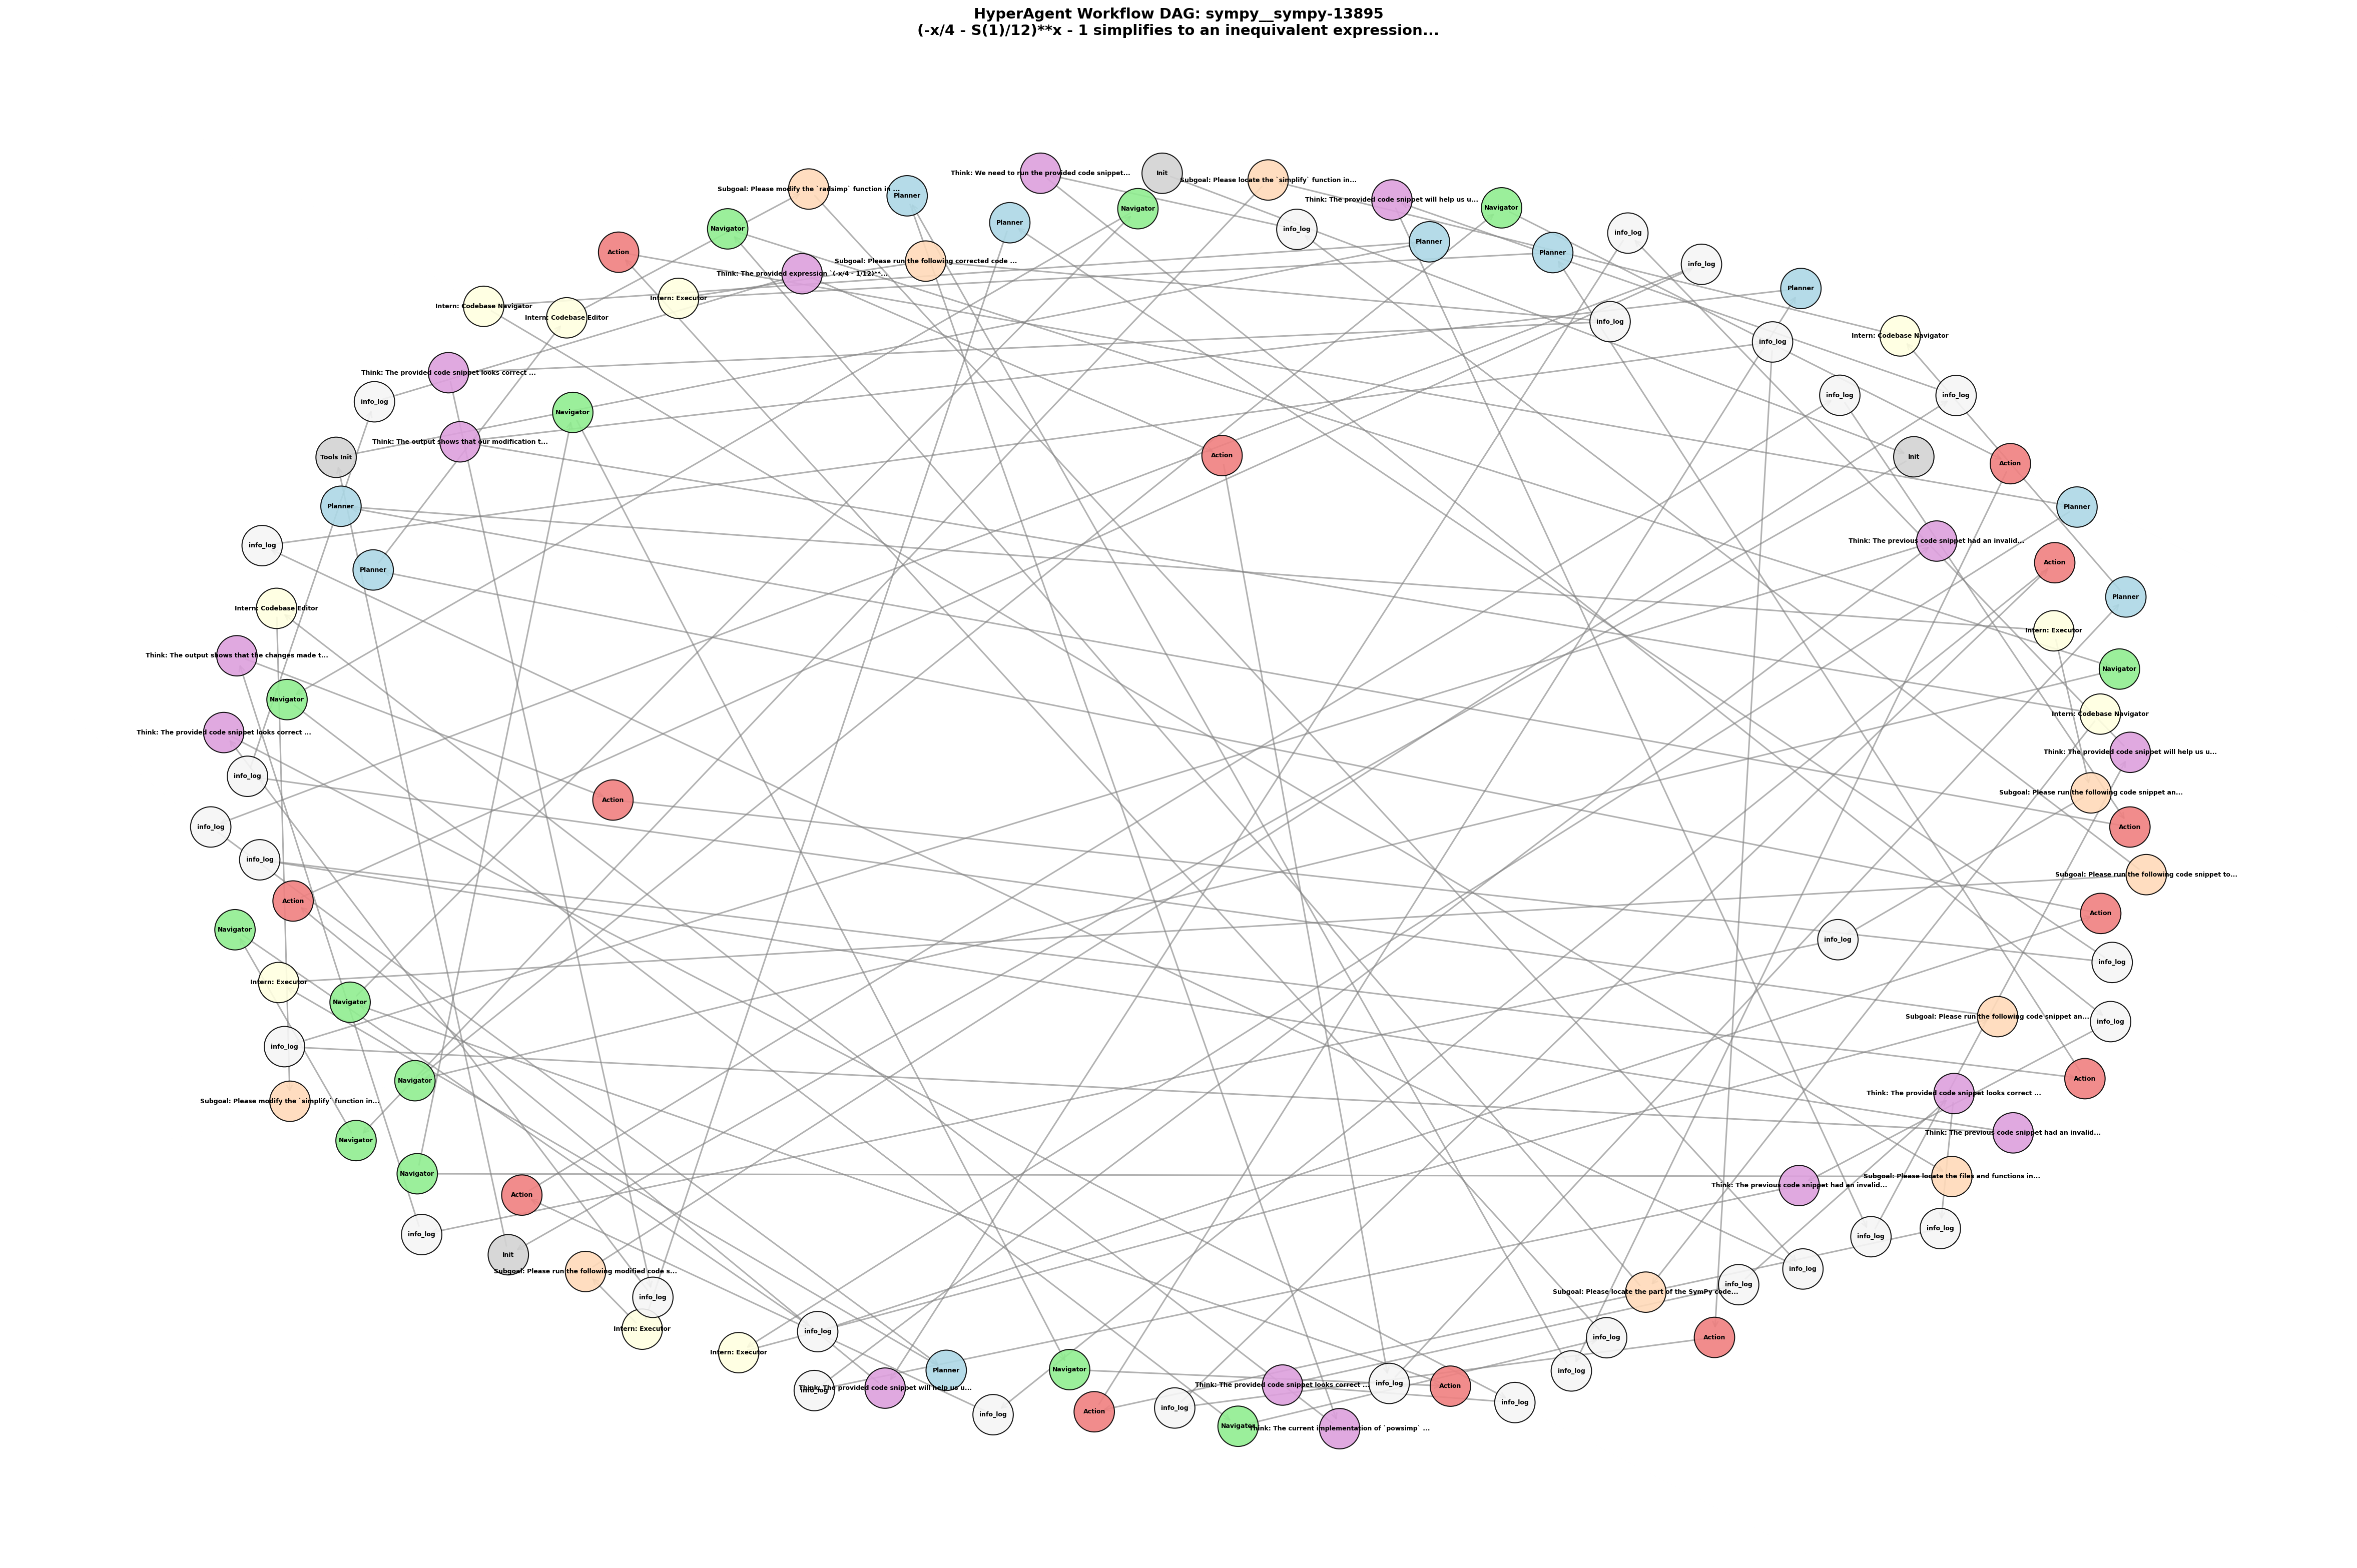 HyperAgent Workflow DAG: sympy__sympy-13895
(-x/4 - S(1)/12)**x - 1 simplifies to an inequivalent expression...
Think: We need to run the provided code snippet...
Init
Subgoal: Please locate the `simplify` function in...
Subgoal: Please modify the `radsimp` function in ...
Planner
Think: The provided code snippet will help us u...
Navigator
Navigator
Planner
Navigator
info_log
info_log
Planner
Action
Planner
Subgoal: Please run the following corrected code ...
info_log
Think: The provided expression `(-x/4 - 1/12)**...
Planner
Intern: Executor
Intern: Codebase Navigator
Intern: Codebase Editor
info_log
Intern: Codebase Navigator
info_log
Think: The provided code snippet looks correct ...
info_log
info_log
info_log
Navigator
Think: The output shows that our modification t...
Action
Tools Init
Init
Action
Planner
Planner
Think: The previous code snippet had an invalid...
info_log
Action
Planner
Planner
Intern: Codebase Editor
Intern: Executor
Think: The output shows that the changes made t...
Navigator
Navigator
Intern: Codebase Navigator
Think: The provided code snippet looks correct ...
Think: The provided code snippet will help us u...
info_log
Subgoal: Please run the following code snippet an...
Action
info_log
Action
info_log
Subgoal: Please run the following code snippet to...
Action
Action
Navigator
info_log
info_log
Intern: Executor
Navigator
Subgoal: Please run the following code snippet an...
info_log
info_log
Navigator
Action
Think: The provided code snippet looks correct ...
Subgoal: Please modify the `simplify` function in...
Think: The previous code snippet had an invalid...
Navigator
Navigator
Subgoal: Please locate the files and functions in...
Think: The previous code snippet had an invalid...
Action
info_log
info_log
info_log
Init
Subgoal: Please run the following modified code s...
info_log
info_log
Subgoal: Please locate the part of the SymPy code...
info_log
Intern: Executor
info_log
info_log
Action
Intern: Executor
Planner
Navigator
info_log
Think: The provided code snippet looks correct ...
info_log
Action
info_log
Think: The provided code snippet will help us u...
info_log
info_log
Action
info_log
Navigator
Think: The current implementation of `powsimp` ...